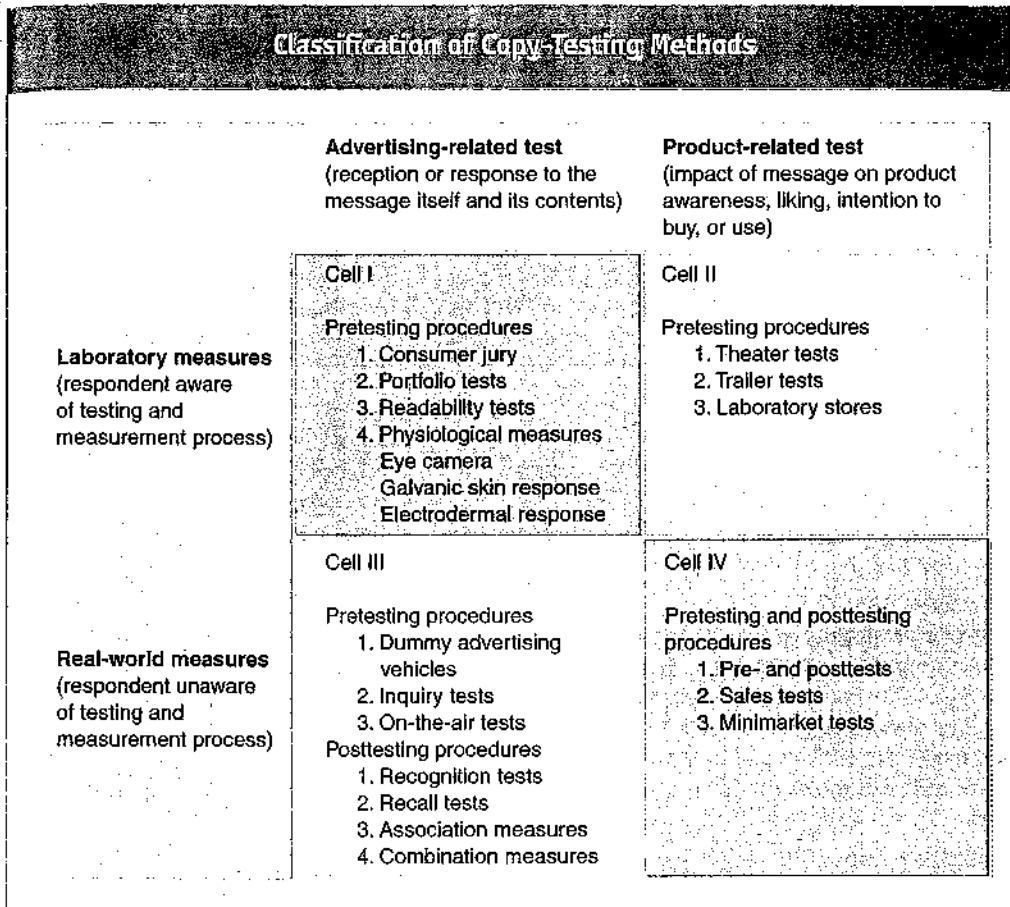 Classification of Copy-Testing Methods
Advertising-related test
(reception or response to the
message itself and its contents)
Product-related test
(impact of message on product
awareness, liking, intention to
buy, or use)
Laboratory measures
(respondent aware
of testing and
measurement process)
Cell I
Pretesting procedures
1. Consumer jury
2. Portfolio tests
3. Readability tests
4. Physiological measures
Eye camera
Galvanic skin response
Electrodermal response
Cell II
Pretesting procedures
1. Theater tests
2. Trailer tests
3. Laboratory stores
Real-world measures
(respondent unaware
of testing and
measurement process)
Cell III
Pretesting procedures
1. Dummy advertising
vehicles
2. Inquiry tests
3. On-the-air tests
Posttesting procedures
1. Recognition tests
2. Recall tests
3. Association measures
4. Combination measures
Cell IV
Pretesting and posttesting
procedures
1. Pre- and posttests
2. Sales tests
3. Minimarket tests